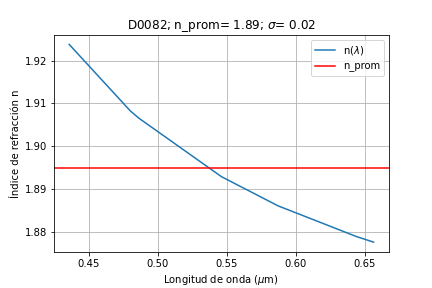 D0082; n_prom= 1.89; σ= 0.02
n(λ)
n_prom
1.92
1.91
1.90
1.89
1.88
Índice de refracción n
0.45 0.50 0.55 0.60 0.65
Longitud de onda (μm)